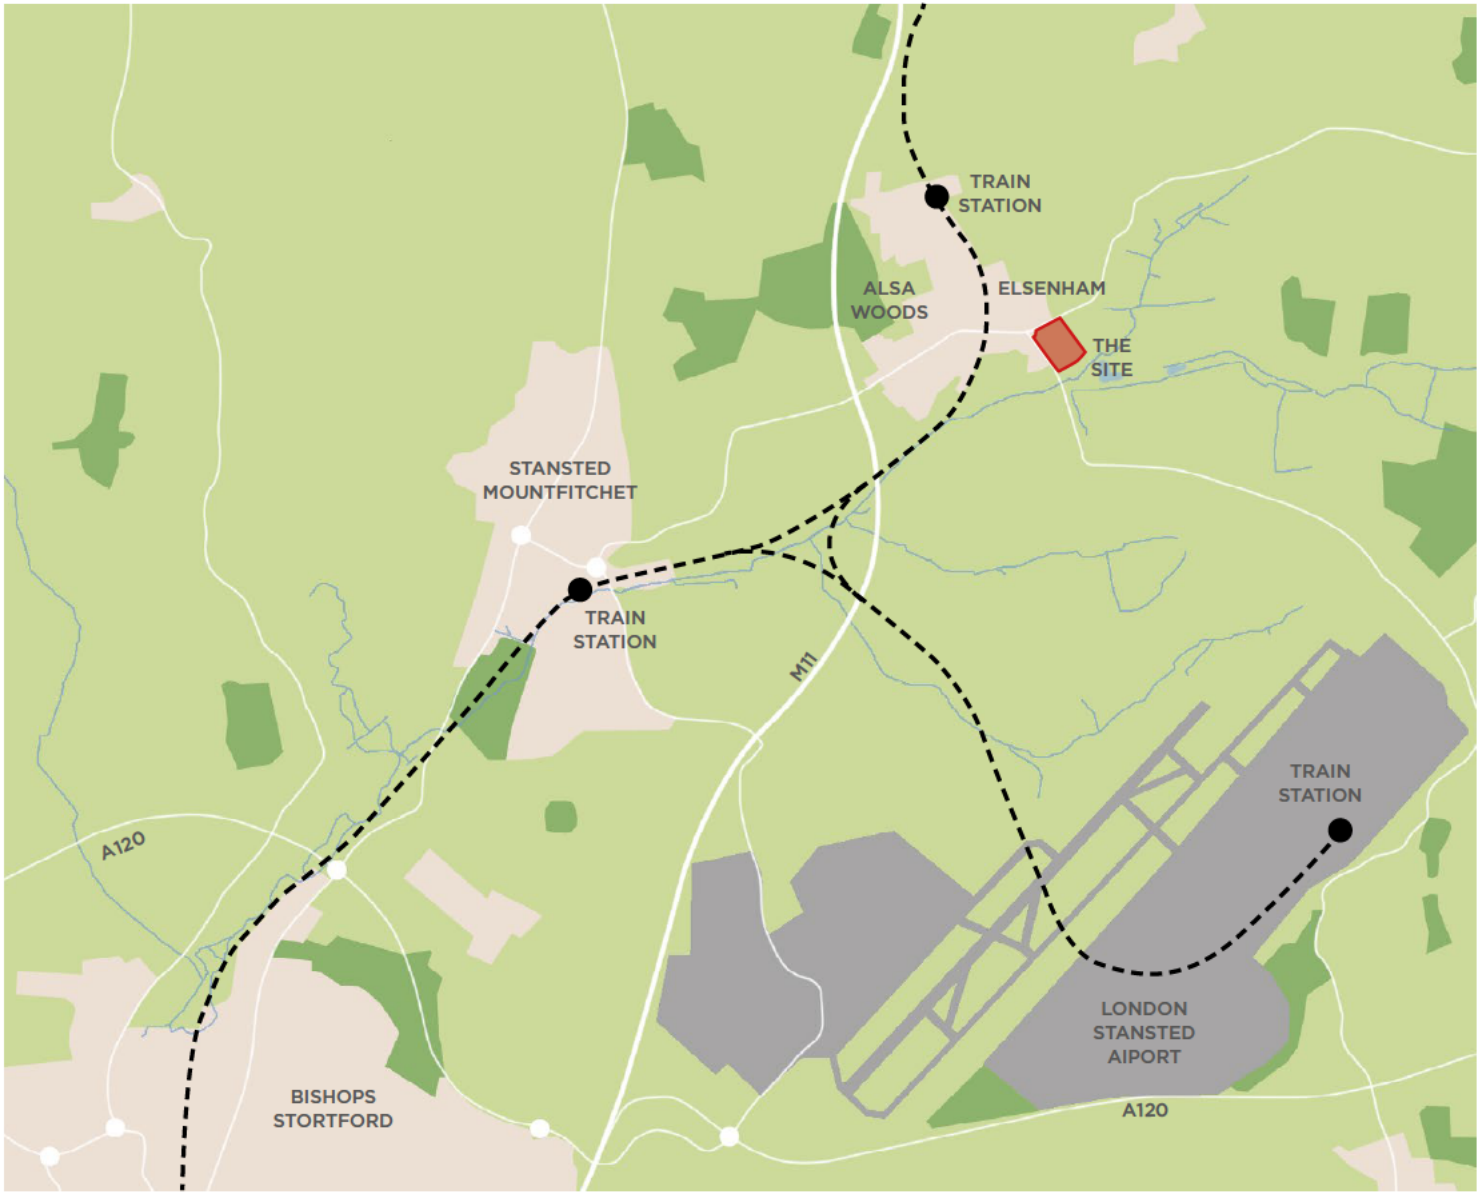 TRAIN
STATION
ALSA
WOODS
ELSENHAM
THE
SITE
STANSTED
MOUNTFITCHET
TRAIN
STATION
M11
TRAIN
STATION
A120
LONDON
STANSTED
AIPORT
BISHOPS
STORTFORD
A120